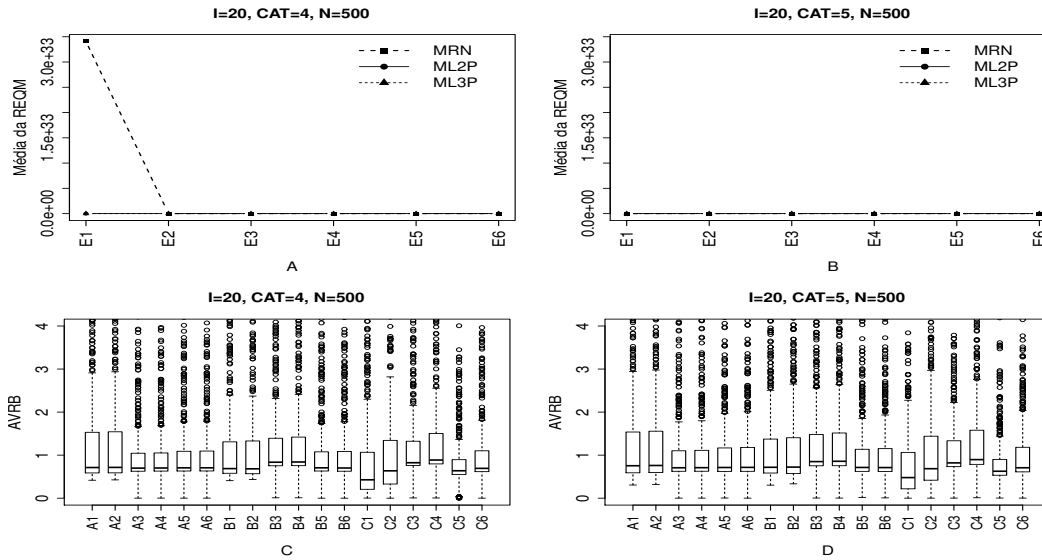 I=20, CAT=4, N=500
Média da REQM
0.0e+00 1.5e+33 3.0e+33
MRN
ML2P
ML3P
E1 E2 E3 E4 E5 E6
A
I=20, CAT=5, N=500
Média da REQM
0.0e+00 1.5e+33 3.0e+33
MRN
ML2P
ML3P
E1 E2 E3 E4 E5 E6
B
I=20, CAT=4, N=500
AVRB
0 1 2 3 4
A1 A2 A3 A4 A5 A6 B1 B2 B3 B4 B5 B6 C1 C2 C3 C4 C5 C6
C
I=20, CAT=5, N=500
AVRB
0 1 2 3 4
A1 A2 A3 A4 A5 A6 B1 B2 B3 B4 B5 B6 C1 C2 C3 C4 C5 C6
D